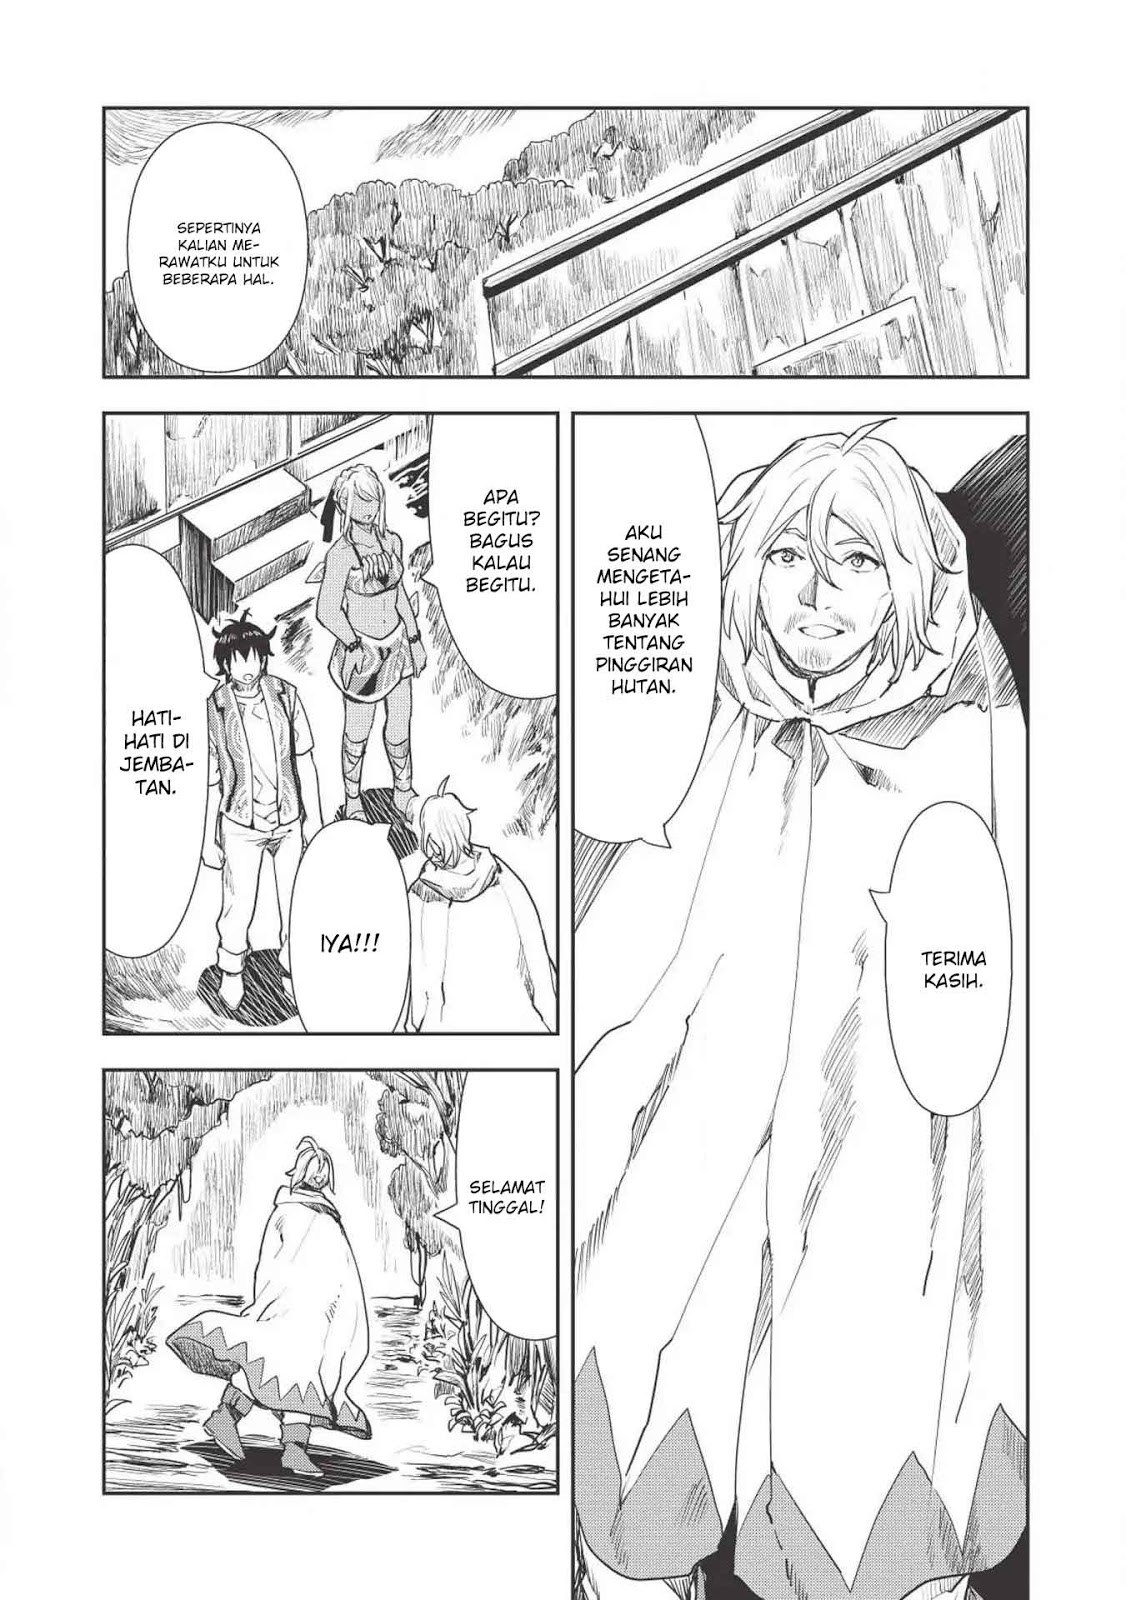 SEPERTINYA
KALIAN ME-
RAWATKU UNTUK
BEBERAPA HAL.
AKU
SENANG
MENGETA-
HUI LEBIH
BANYAK
TENTANG
PINGGIRAN
HUTAN.
TERIMA
KASIH.
APA
BEGITU?
BAGUS
KALAU
BEGITU.
HATI-
HATI DI
JEMBA-
TAN.
IYA!!!
SELAMAT
TINGGAL!